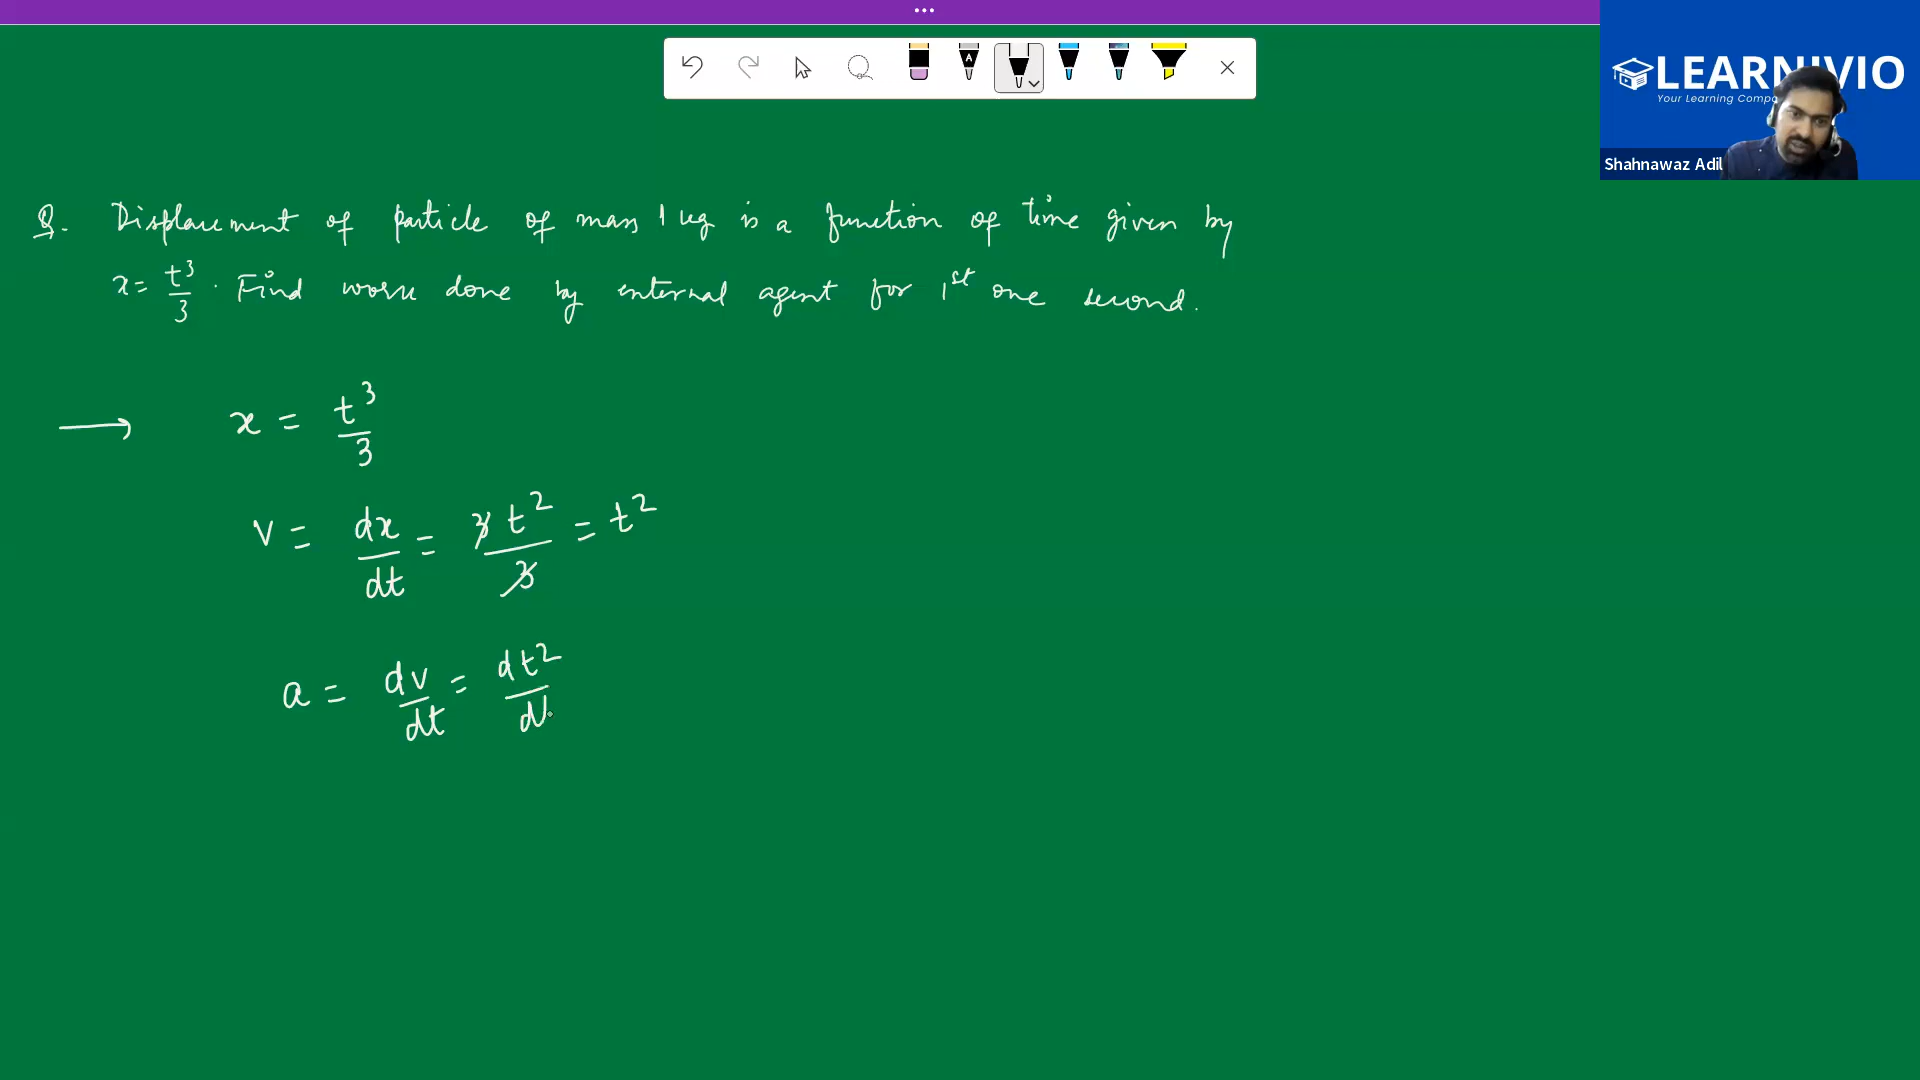 ...
LEARNIVIO
Your Learning Compa
Shahnawaz Adil
A
Q. Displacement of particle of mass 1 kg is a function of time given by
x = t³/3 . Find work done by external agent for 1st one second.
→ x = t³/3
v = dx/dt = 3t²/3 = t²
a = dv/dt = dt²/d